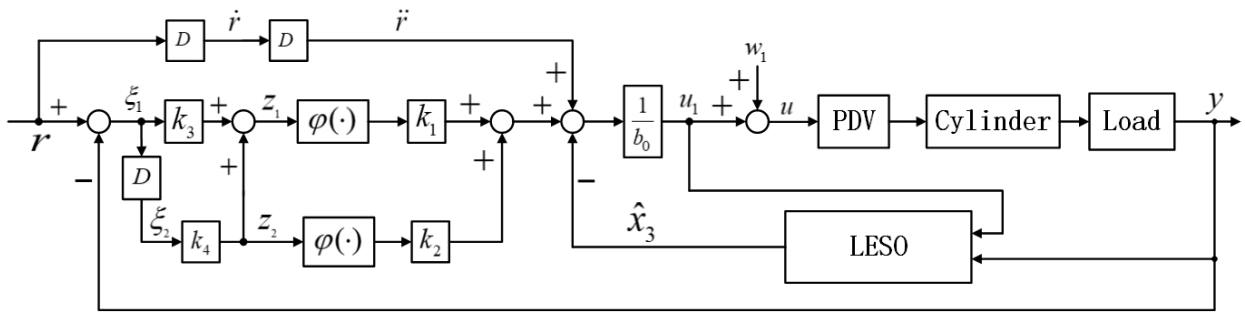 D ṙ D r̈
w₁
+ +
+ ξ₁ k₃ + z₁ φ(·) k₁ + + 1/b₀ u₁ + u PDV Cylinder Load y
r
− D + + −
ξ₂ k₄ z₂ φ(·) k₂ x̂₃ LESO